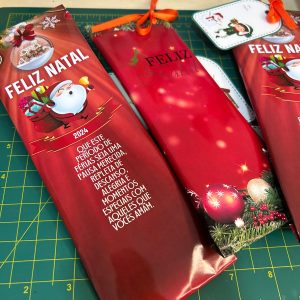 FELIZ NATAL
2024
QUE ESTE
PERÍODO DE
FÉRIAS SEJA UMA
PAUSA MERECIDA,
REPLETA DE
DESCANSO,
ALEGRIA E
MOMENTOS
ESPECIAIS COM
AQUELES QUE
VOCÊS AMAM.
FELIZ
FELIZ